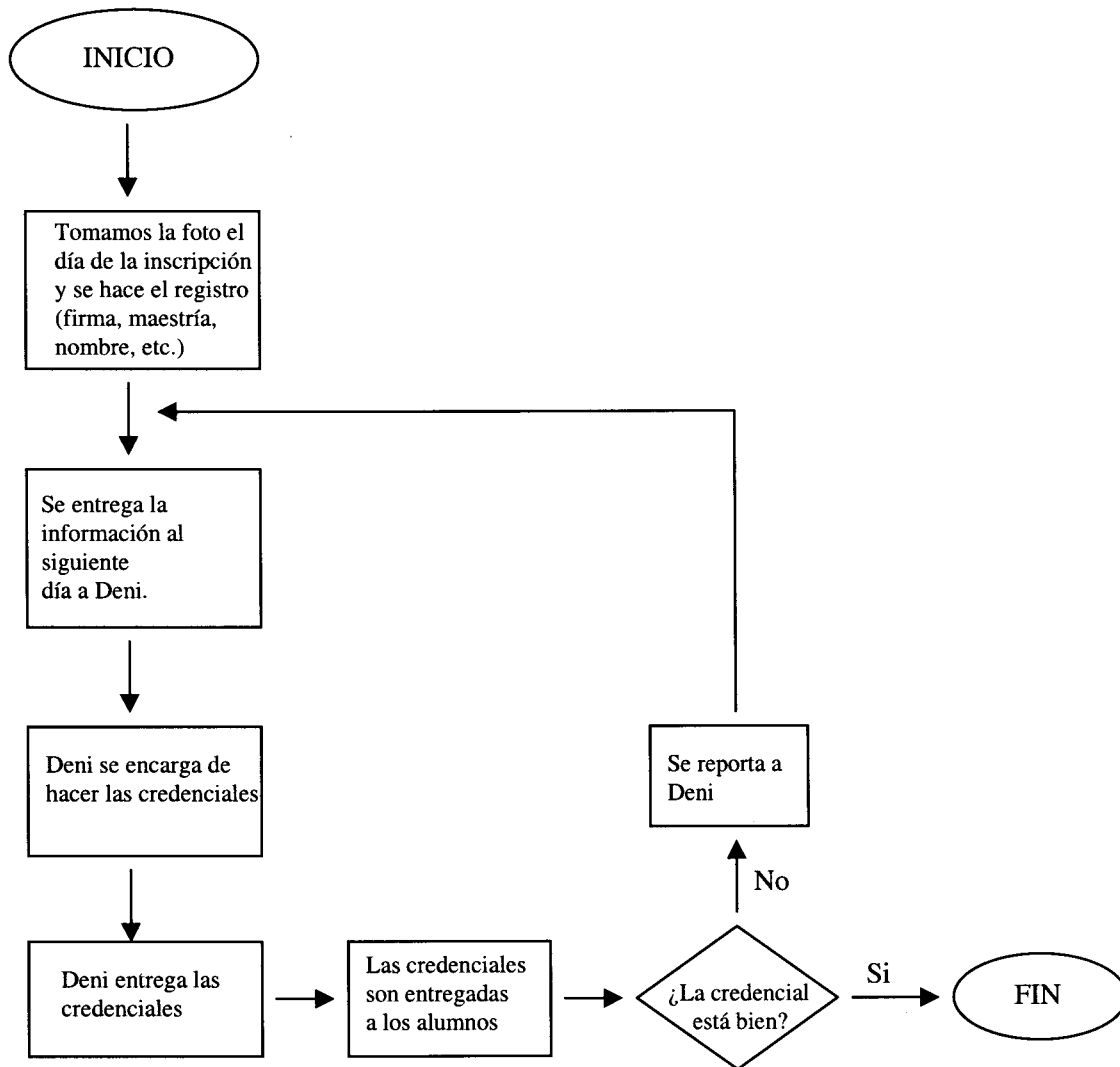 INICIO
Tomamos la foto el
día de la inscripción
y se hace el registro
(firma, maestría,
nombre, etc.)
Se entrega la
información al
siguiente
día a Deni.
Deni se encarga de
hacer las credenciales
Deni entrega las
credenciales
Las credenciales
son entregadas
a los alumnos
¿La credencial
está bien?
No
Se reporta a
Deni
Si
FIN